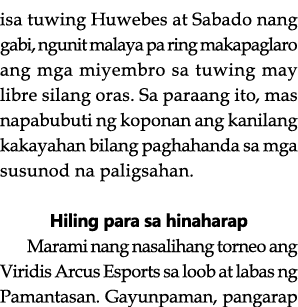 isa tuwing Huwebes at Sabado nang
gabi, ngunit malaya pa ring makapaglaro
ang mga miyembro sa tuwing may
libre silang oras. Sa paraang ito, mas
napabubuti ng koponan ang kanilang
kakayahan bilang paghahanda sa mga
susunod na paligsahan.
Hiling para sa hinaharap
Marami nang nasalihang torneo ang
Viridis Arcus Esports sa loob at labas ng
Pamantasan. Gayunpaman, pangarap